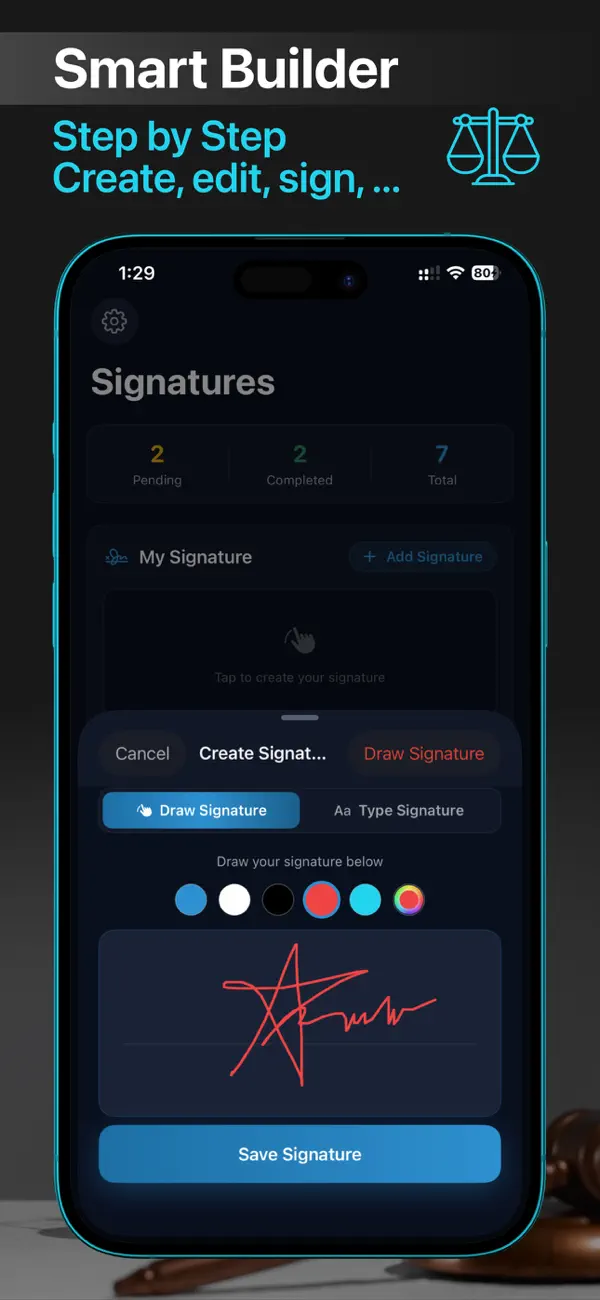 Smart Builder
Step by Step
Create, edit, sign, ...
1:29
80
Signatures
2 2 7
Pending Completed Total
My Signature + Add Signature
Tap to create your signature
Cancel Create Signat... Draw Signature
Draw Signature Aa Type Signature
Draw your signature below
Save Signature